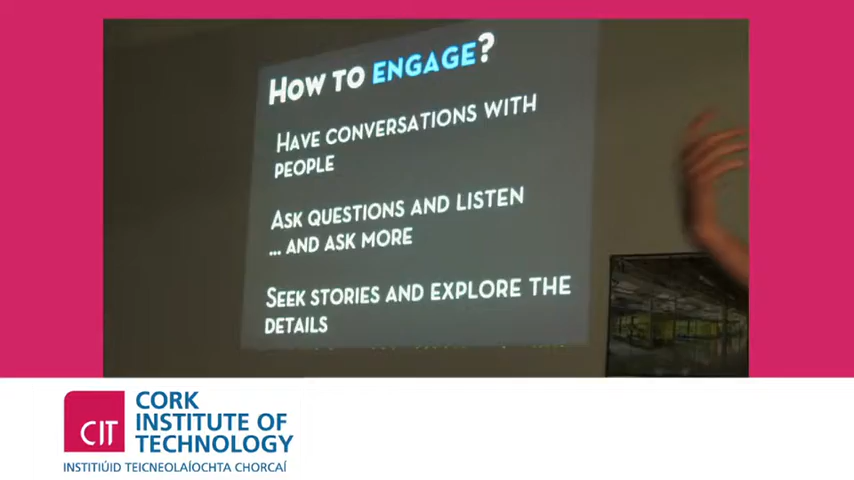 How to engage?
Have conversations with
people
Ask questions and listen
... and ask more
Seek stories and explore the
details
CIT
CORK
INSTITUTE OF
TECHNOLOGY
INSTITIÚID TEICNEOLAÍOCHTA CHORCAÍ